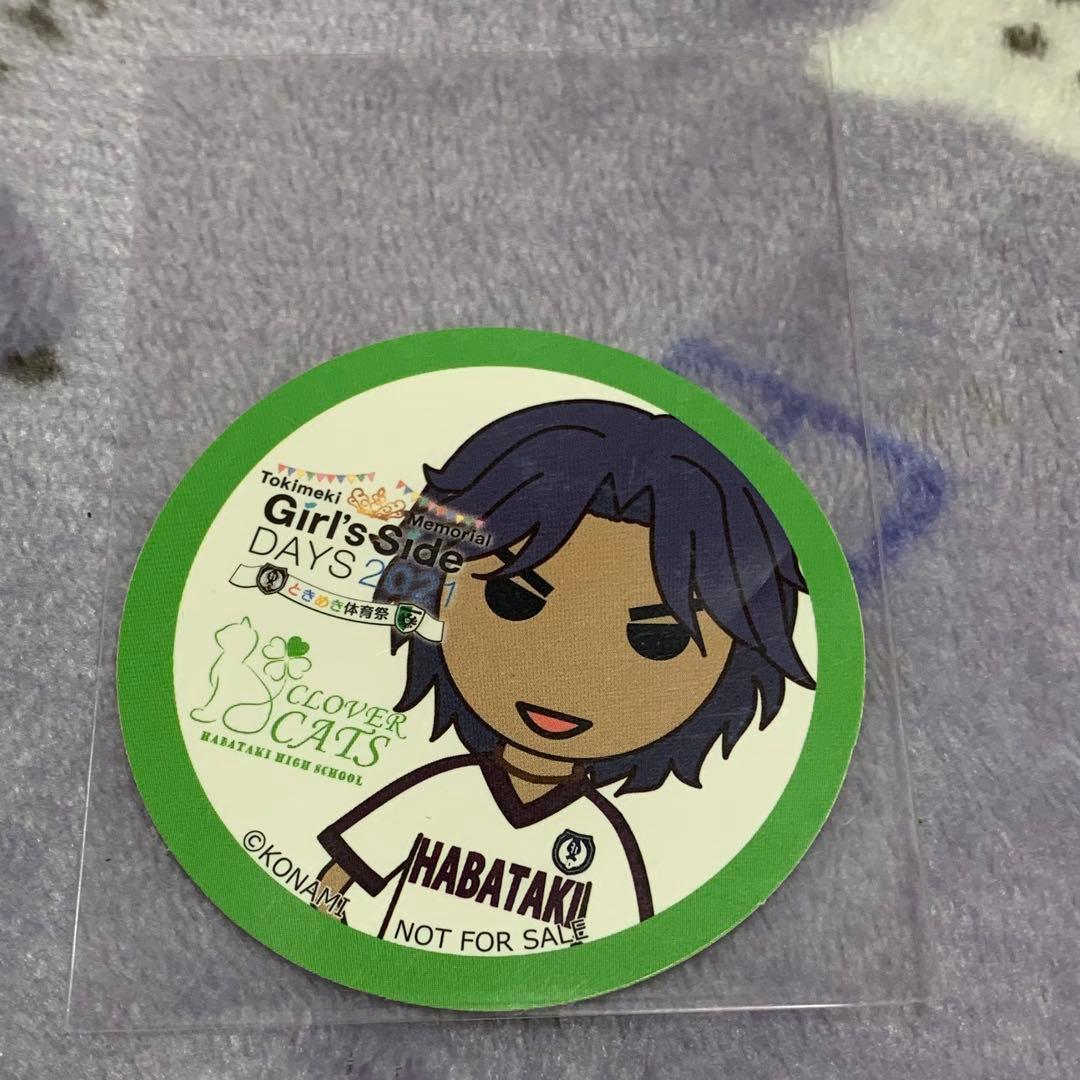 Tokimeki
Memorial
Girl's Side
DAYS 2021
ときめき体育祭
CLOVER
CATS
HABATAKI HIGH SCHOOL
©KONAMI
HABATAKI
NOT FOR SALE